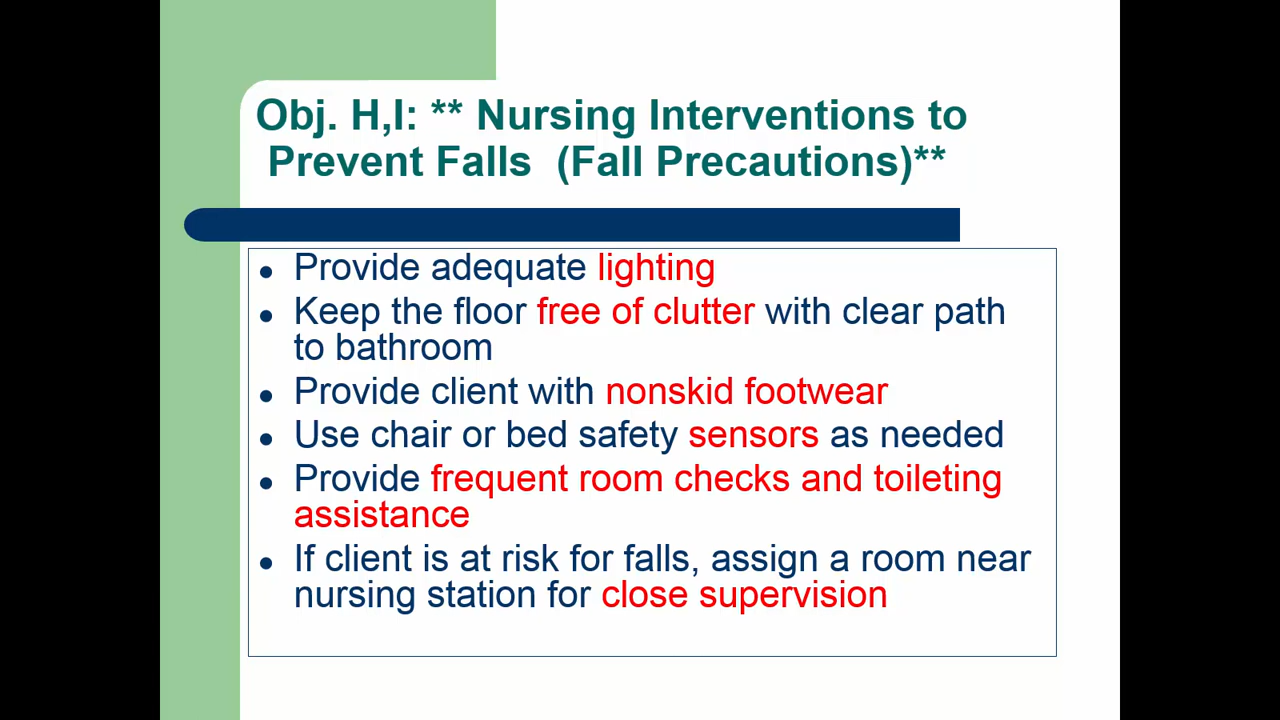 Obj. H,I: ** Nursing Interventions to
Prevent Falls (Fall Precautions)**
● Provide adequate lighting
● Keep the floor free of clutter with clear path
to bathroom
● Provide client with nonskid footwear
● Use chair or bed safety sensors as needed
● Provide frequent room checks and toileting
assistance
● If client is at risk for falls, assign a room near
nursing station for close supervision